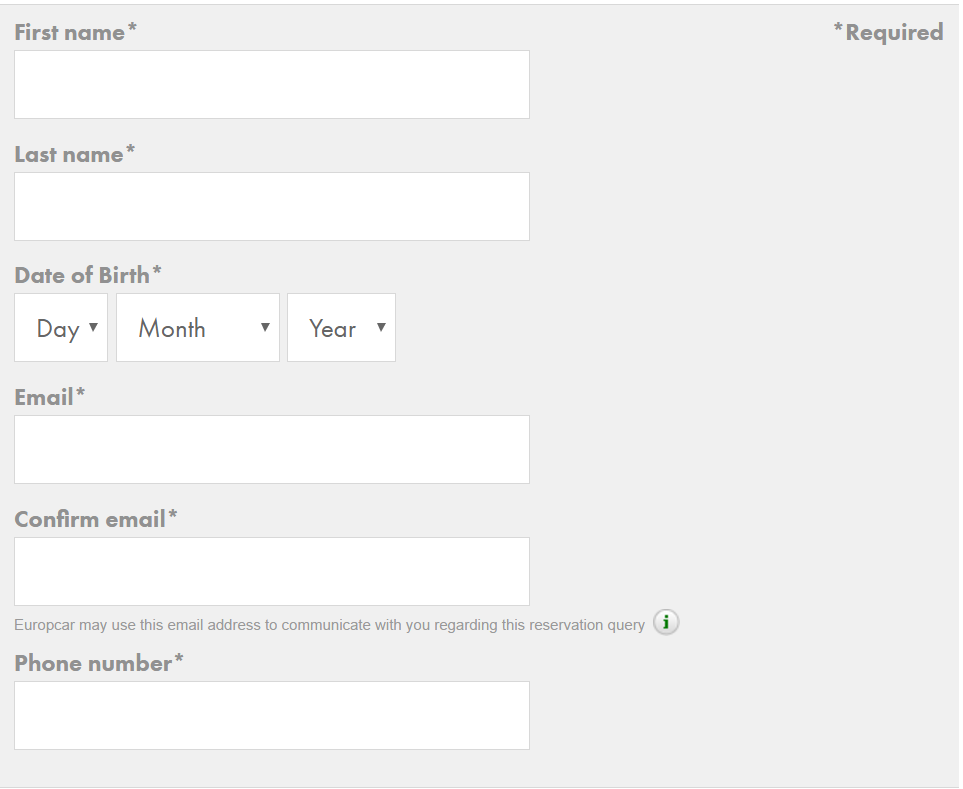 First name*
*Required
Last name*
Date of Birth*
Day Month Year
Email*
Confirm email*
Europcar may use this email address to communicate with you regarding this reservation query i
Phone number*